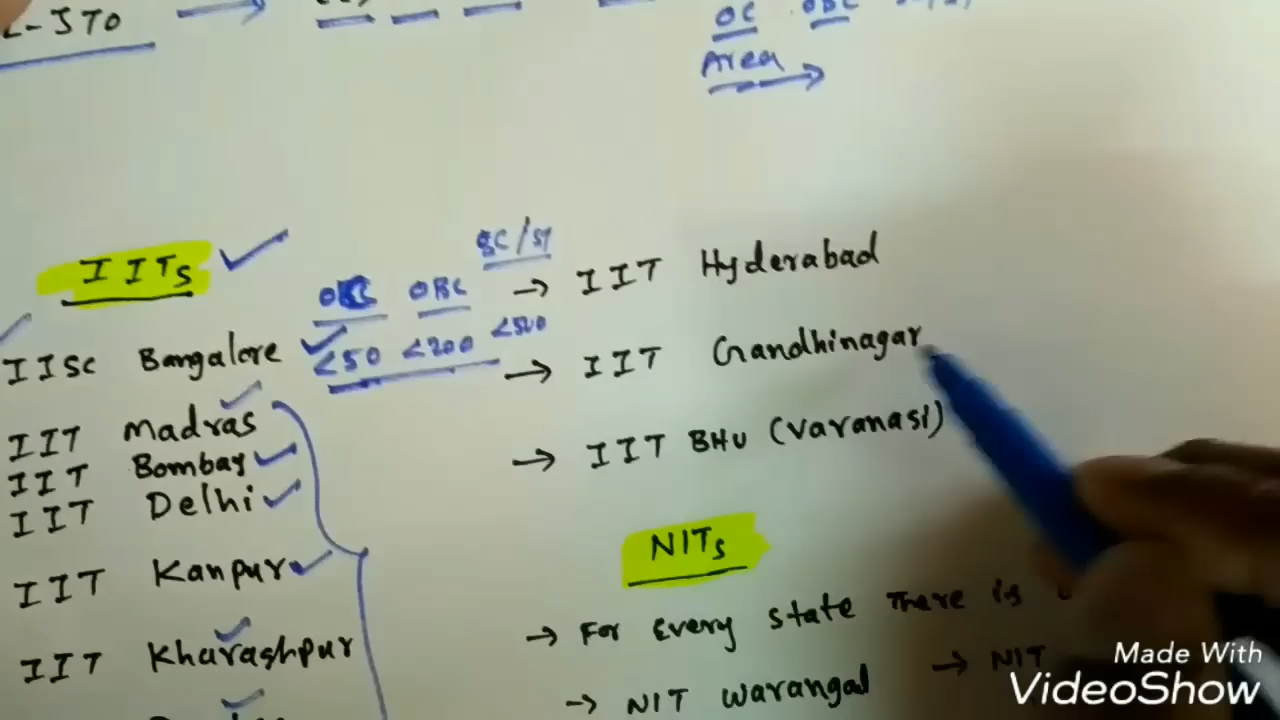 L-JTO
OC OBC
Area
IITs
SC/ST
OC OBC
<50 <200 <500
IISC Bangalore
IIT Madras
IIT Bombay
IIT Delhi
IIT Kanpur
IIT Kharashpur
→ IIT Hyderabad
→ IIT Gandhinagar
→ IIT BHU (Varanasi)
NITs
→ For Every state There is
→ NIT Warangal → NIT
Made With
VideoShow